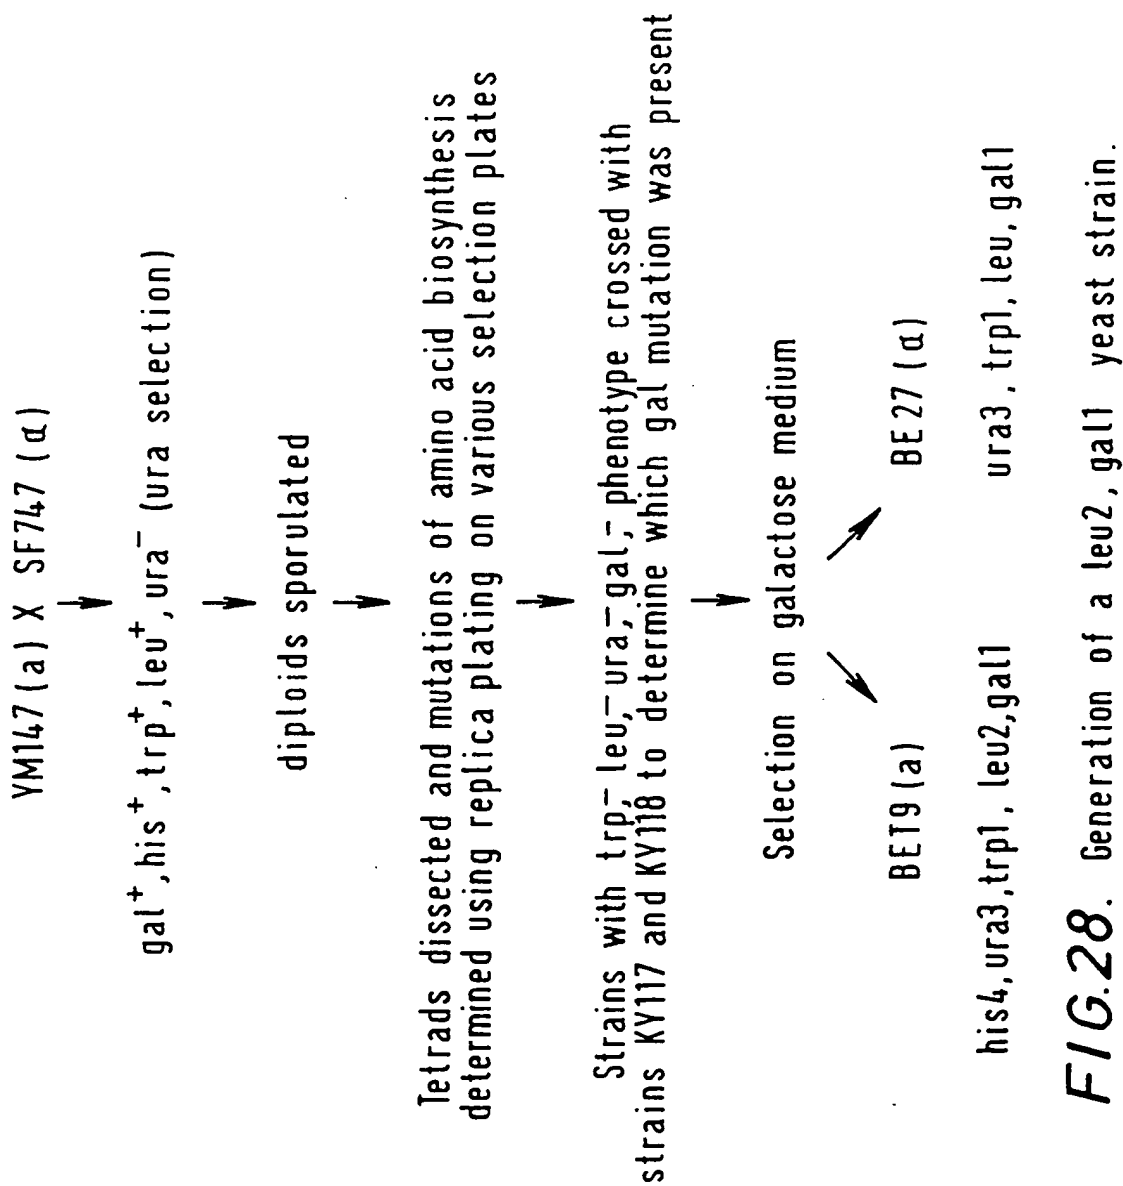 YM147 (a) X SF747 (α)
gal⁺, his⁺, trp⁺, leu⁺, ura⁻ (ura selection)
diploids sporulated
Tetrads dissected and mutations of amino acid biosynthesis
determined using replica plating on various selection plates
Strains with trp,⁻ leu,⁻ ura,⁻ gal,⁻ phenotype crossed with
strains KY117 and KY118 to determine which gal mutation was present
Selection on galactose medium
BET9 (a)
BE27 (α)
his4, ura3, trp1, leu2, gal1
ura3, trp1, leu, gal1
FIG.28. Generation of a leu2, gal1 yeast strain.